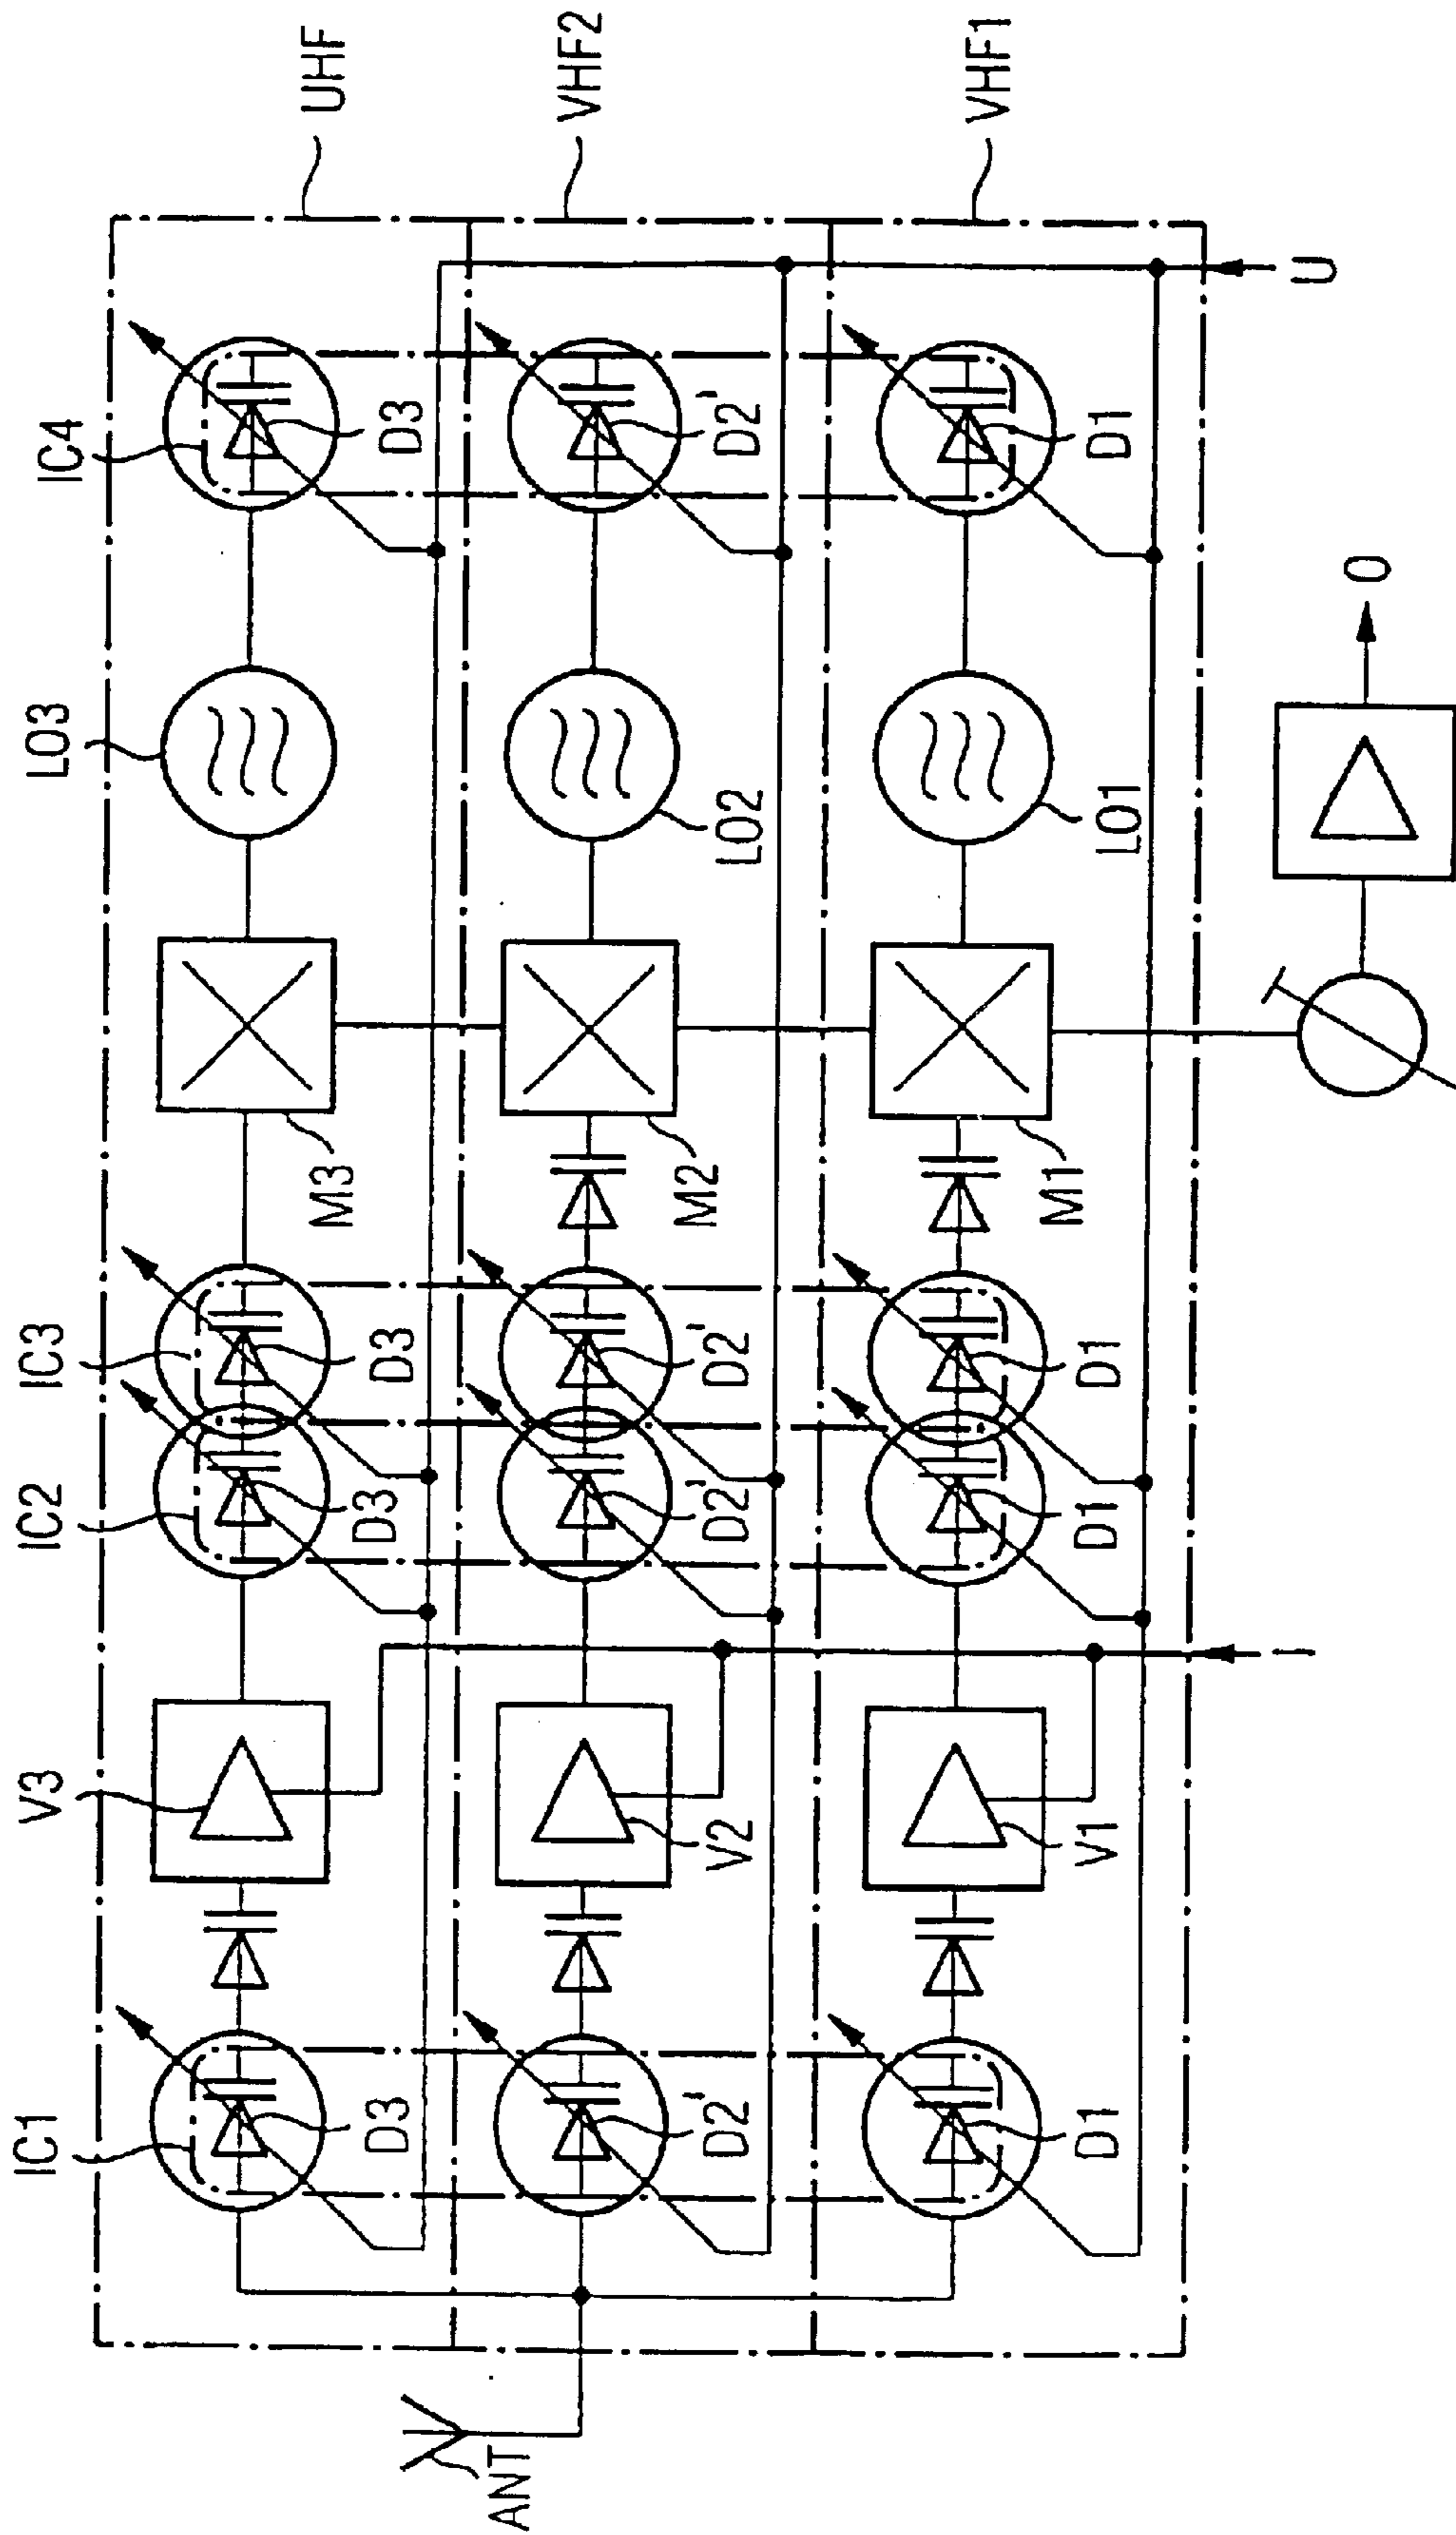 IC1
V3
IC2
IC3
LO3
IC4
UHF
D3
D3
D3
M3
D3
VHF2
ANT
D2'
V2
D2'
D2'
M2
LO2
D2'
VHF1
D1
V1
D1
D1
M1
LO1
D1
I
U
O